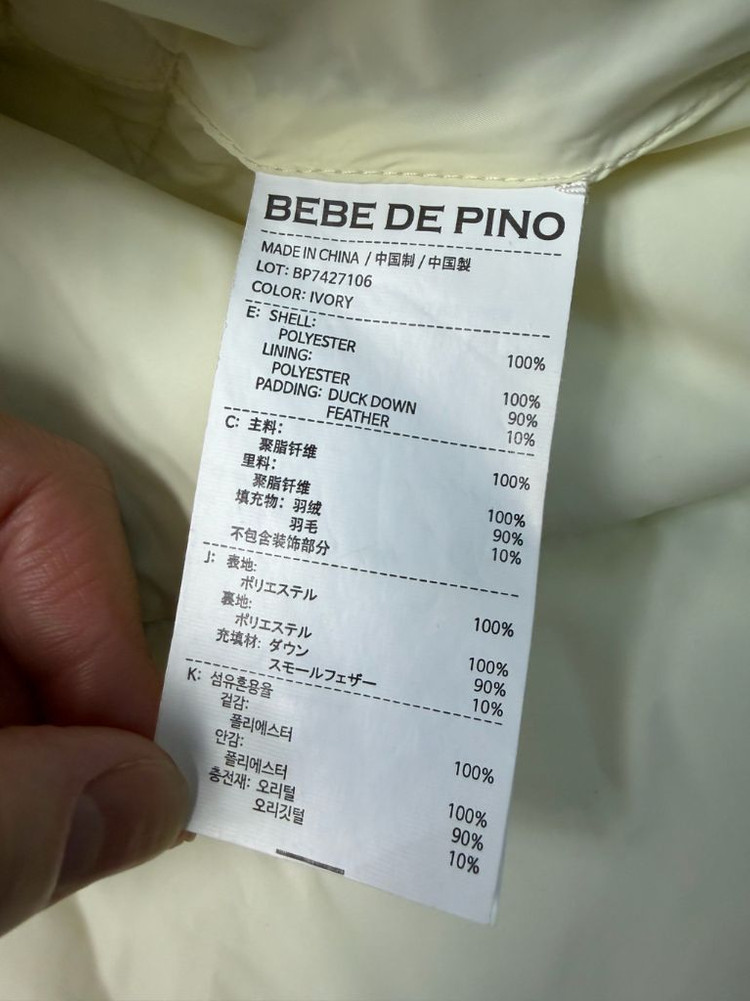 BEBE DE PINO
MADE IN CHINA / 中国制 / 中国製
LOT: BP7427106
COLOR: IVORY
E: SHELL:
POLYESTER 100%
LINING:
POLYESTER 100%
PADDING: DUCK DOWN 90%
FEATHER 10%
C: 主料:
聚脂纤维 100%
里料:
聚脂纤维 100%
填充物: 羽绒 90%
羽毛 10%
不包含装饰部分
J: 表地:
ポリエステル 100%
裏地:
ポリエステル 100%
充填材: ダウン 90%
スモールフェザー 10%
K: 섬유혼용율
겉감:
폴리에스터 100%
안감:
폴리에스터 100%
충전재: 오리털 90%
오리깃털 10%